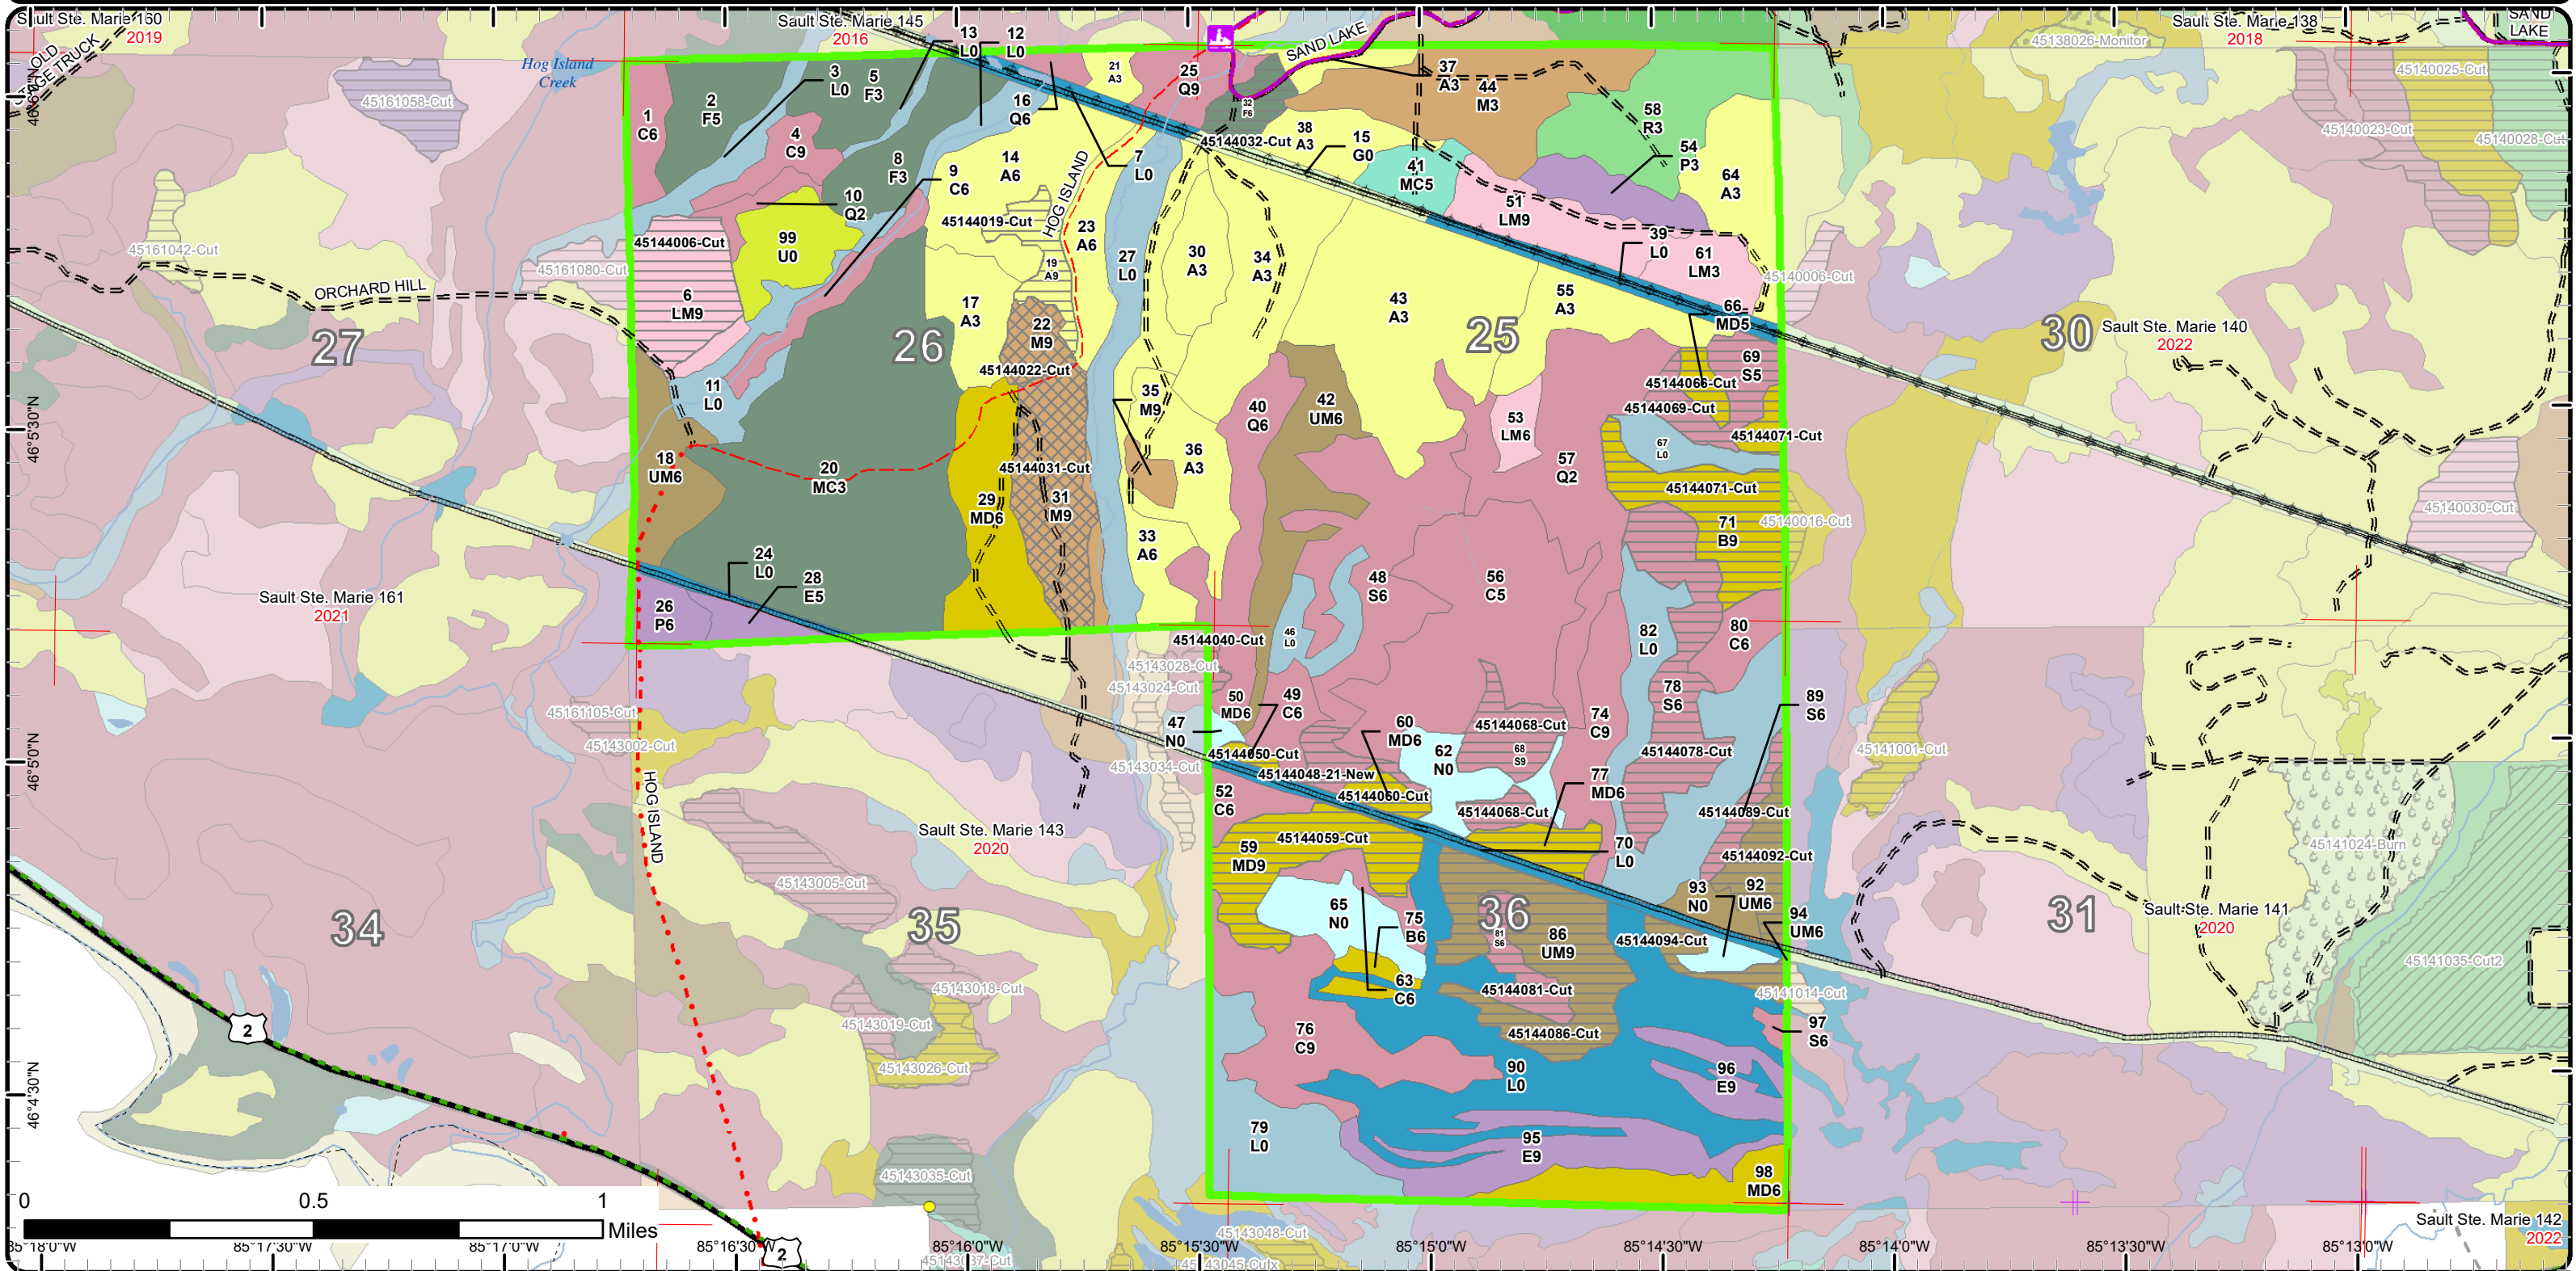 Sault Ste. Marie 160
2019
OLD
STAGE TRUCK
Hog Island
Creek
Sault Ste. Marie 145
2016
13
L0
12
L0
SAND LAKE
Sault Ste. Marie 138
2018
45138026-Monitor
SAND
LAKE
45140025-Cut
45140023-Cut
45140028-Cut
45161058-Cut
1
C6
2
F5
3
L0
5
F3
4
C9
8
F3
16
Q6
21
A3
25
Q9
32
F6
37
A3
44
M3
58
R3
54
P3
64
A3
38
A3
15
G0
45144032-Cut
41
MC5
51
LM9
39
L0
61
LM3
7
L0
14
A6
9
C6
10
Q2
45144019-Cut
HOG ISLAND
23
A6
27
L0
30
A3
34
A3
43
A3
55
A3
66
MD5
45161042-Cut
45161080-Cut
ORCHARD HILL
45144006-Cut
6
LM9
99
U0
19
A9
17
A3
22
M9
45144022-Cut
27
26
25
30
45140006-Cut
Sault Ste. Marie 140
2022
11
L0
18
UM6
20
MC3
29
MD6
45144031-Cut
31
M9
35
M9
36
A3
33
A6
40
Q6
42
UM6
53
LM6
57
Q2
69
S5
45144066-Cut
45144069-Cut
45144071-Cut
67
L0
45144071-Cut
71
B9
45140016-Cut
45140030-Cut
24
L0
28
E5
26
P6
Sault Ste. Marie 161
2021
48
S6
56
C5
46
L0
82
L0
80
C6
78
S6
45144040-Cut
45143028-Cut
45143024-Cut
50
MD6
49
C6
47
N0
45144050-Cut
45144048-21-New
45143034-Cut
60
MD6
62
N0
45144068-Cut
68
S9
74
C9
45144078-Cut
89
S6
45141001-Cut
77
MD6
45144060-Cut
45144068-Cut
45144089-Cut
45161105-Cut
45143002-Cut
HOG ISLAND
52
C6
45144059-Cut
59
MD9
70
L0
45144092-Cut
Sault Ste. Marie 143
2020
45143005-Cut
34
35
36
31
65
N0
75
B6
63
C6
81
S6
86
UM9
93
N0
92
UM6
94
UM6
45144094-Cut
45144081-Cut
45144086-Cut
45141014-Cut
97
S6
45141024-Burn
Sault Ste. Marie 141
2020
45141035-Cut2
2
45143018-Cut
45143019-Cut
45143026-Cut
76
C9
90
L0
96
E9
79
L0
95
E9
98
MD6
45143035-Cut
45143048-Cut
45143037-Cut
45143045-Cutx
2
0
0.5
1
Miles
Sault Ste. Marie 142
2022
46°5'30"N
46°5'0"N
46°4'30"N
85°18'0"W
85°17'30"W
85°17'0"W
85°16'30"W
85°16'0"W
85°15'30"W
85°15'0"W
85°14'30"W
85°14'0"W
85°13'30"W
85°13'0"W